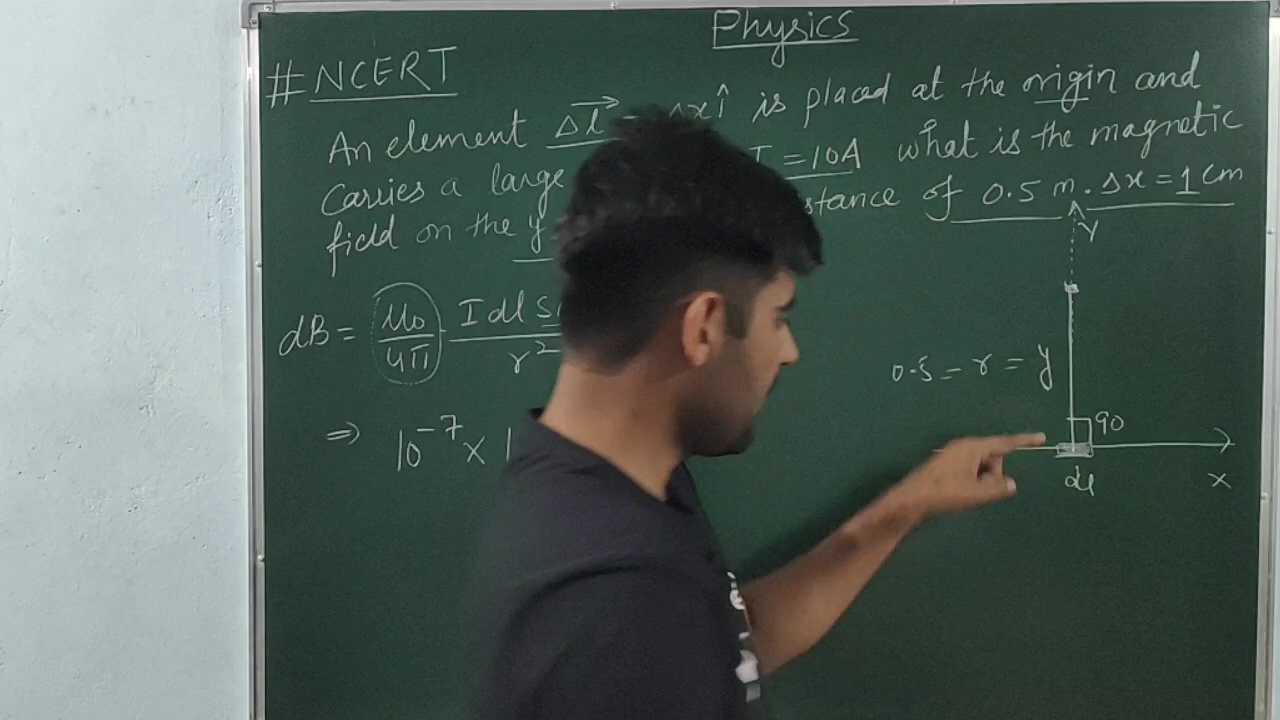 Physics
# NCERT
An element Δl = Δx î is placed at the origin and
Carries a large I = 10A what is the magnetic
field on the y stance of 0.5 m. Δx = 1 cm
dB = μ₀/4π I dl S / r²
Y
0.5 = r = y
⇒ 10⁻⁷ × 1
90
dl
x